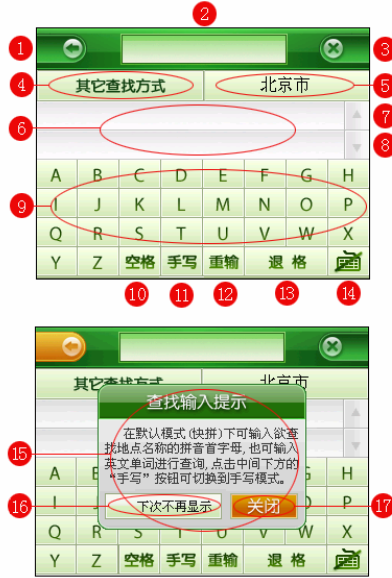 2
1
3
4 其它查找方式 北京市 5
6
7
8
A B C D E F G H
9 I J K L M N O P
Q R S T U V W X
Y Z 空格 手写 重输 退 格
10 11 12 13 14
其它查找方式 北京市
查找输入提示
在默认模式(快拼)下可输入欲查
找地点名称的拼音首字母,也可输入
英文单词进行查询,点击中间下方的
“手写”按钮可切换到手写模式。
15
A E H
16 下次不再显示 关闭 17
I P
Q R S T U V W X
Y Z 空格 手写 重输 退 格